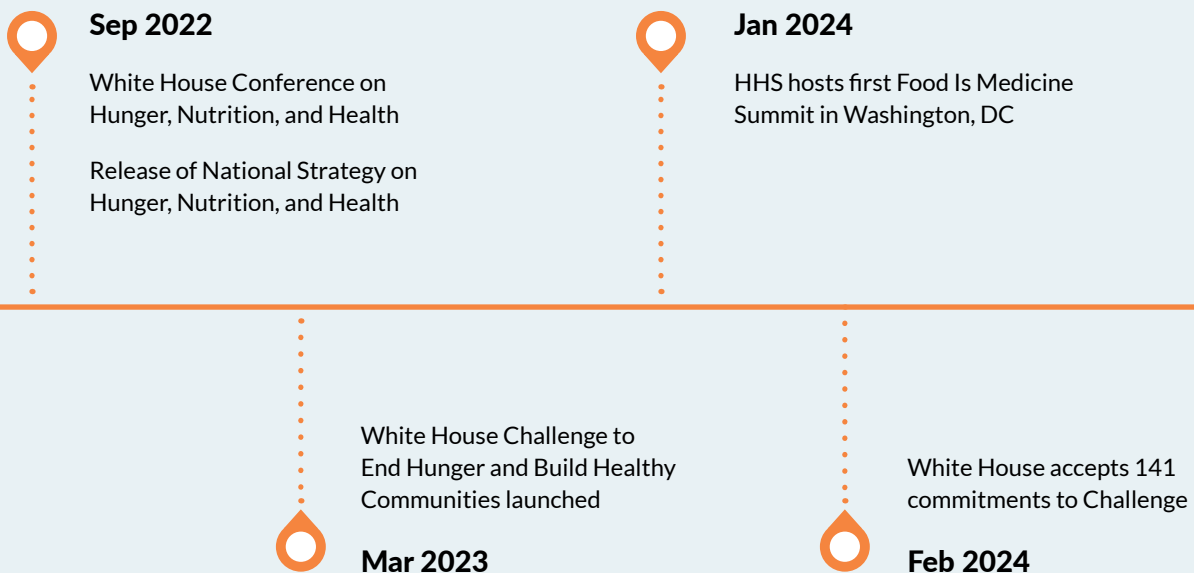 Sep 2022
White House Conference on
Hunger, Nutrition, and Health
Release of National Strategy on
Hunger, Nutrition, and Health
Jan 2024
HHS hosts first Food Is Medicine
Summit in Washington, DC
White House Challenge to
End Hunger and Build Healthy
Communities launched
Mar 2023
White House accepts 141
commitments to Challenge
Feb 2024